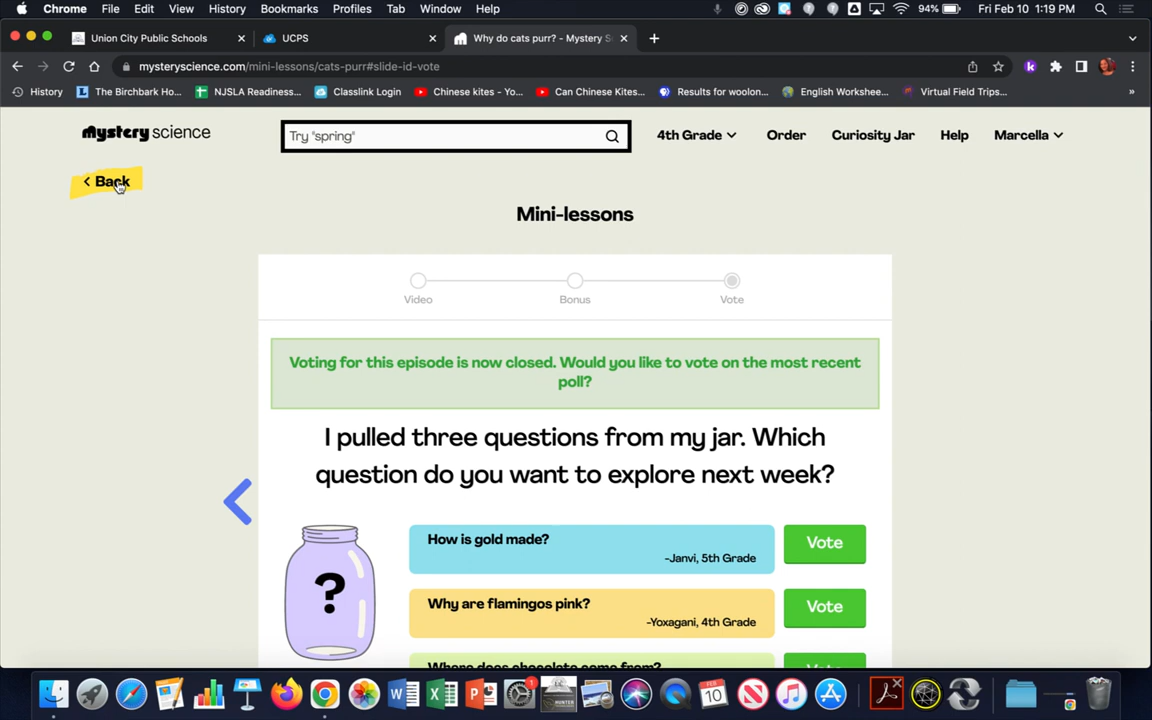 Chrome File Edit View History Bookmarks Profiles Tab Window Help 94% Fri Feb 10 1:19 PM
Union City Public Schools UCPS Why do cats purr? - Mystery S
mysteryscience.com/mini-lessons/cats-purr#slide-id-vote
History The Birchbark Ho... NJSLA Readiness... Classlink Login Chinese kites - Yo... Can Chinese Kites... Results for woolon... English Workshee... Virtual Field Trips...
mystery science Try "spring" 4th Grade Order Curiosity Jar Help Marcella
Back
Mini-lessons
Video Bonus Vote
Voting for this episode is now closed. Would you like to vote on the most recent
poll?
I pulled three questions from my jar. Which
question do you want to explore next week?
How is gold made? Vote
-Janvi, 5th Grade
?
Why are flamingos pink? Vote
-Yoxagani, 4th Grade
Where does chocolate come from? Vote
1
FEB
10